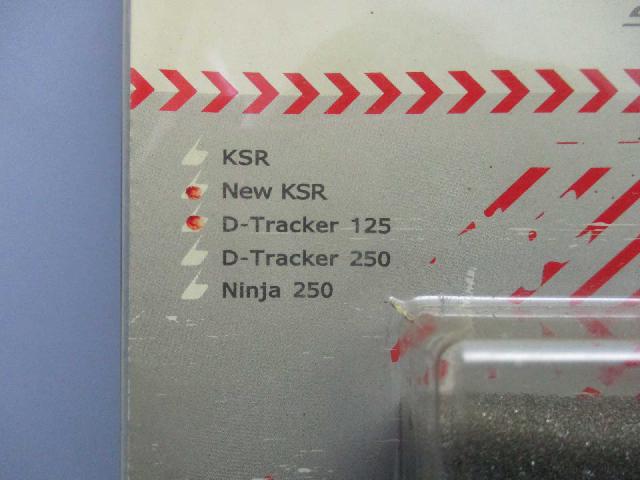 KSR
New KSR
D-Tracker 125
D-Tracker 250
Ninja 250